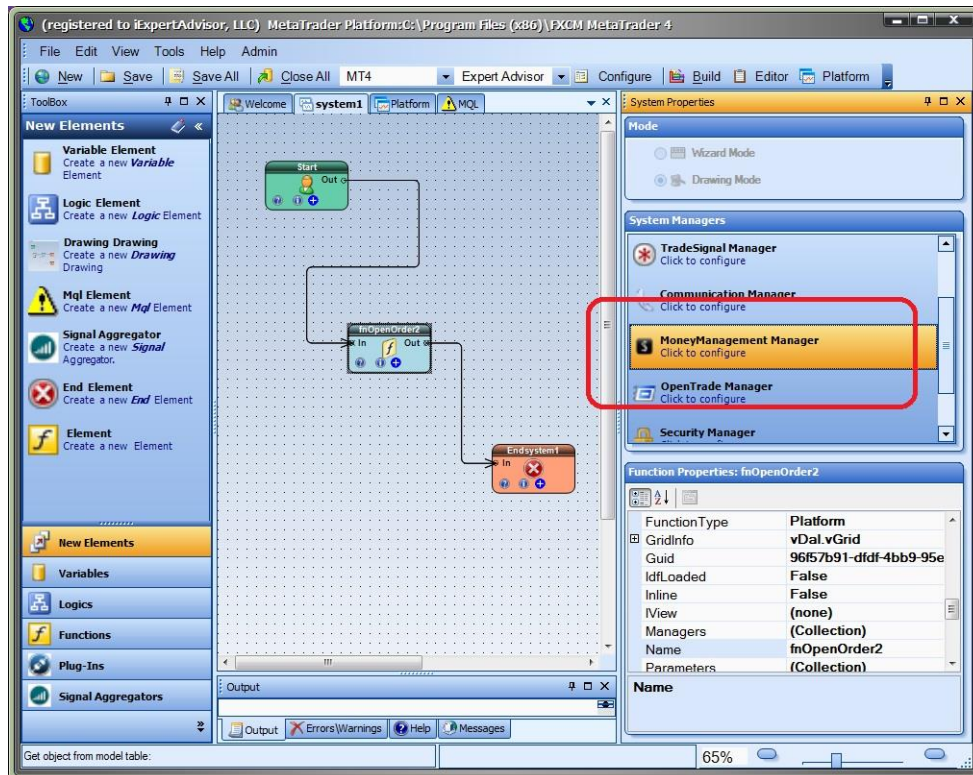 (registered to iExpertAdvisor, LLC) MetaTrader Platform:C:\Program Files (x86)\FXCM MetaTrader 4
File Edit View Tools Help Admin
New Save Save All Close All MT4 Expert Advisor Configure Build Editor Platform
ToolBox
New Elements
Variable Element
Create a new Variable
Element
Logic Element
Create a new Logic Element
Drawing Drawing
Create a new Drawing
Drawing
Mql Element
Create a new Mql Element
Signal Aggregator
Create a new Signal
Aggregator.
End Element
Create a new End Element
Element
Create a new Element
New Elements
Variables
Logics
Functions
Plug-Ins
Signal Aggregators
Welcome system1 Platform MQL
Start
Out
fnOpenOrder2
In Out
Endsystem1
In
Output
Output Errors\Warnings Help Messages
System Properties
Mode
Wizard Mode
Drawing Mode
System Managers
TradeSignal Manager
Click to configure
Communication Manager
Click to configure
MoneyManagement Manager
Click to configure
OpenTrade Manager
Click to configure
Security Manager
Function Properties: fnOpenOrder2
FunctionType Platform
GridInfo vDal.vGrid
Guid 96f57b91-dfdf-4bb9-95e
IdfLoaded False
Inline False
IView (none)
Managers (Collection)
Name fnOpenOrder2
Parameters (Collection)
Name
Get object from model table:
65%